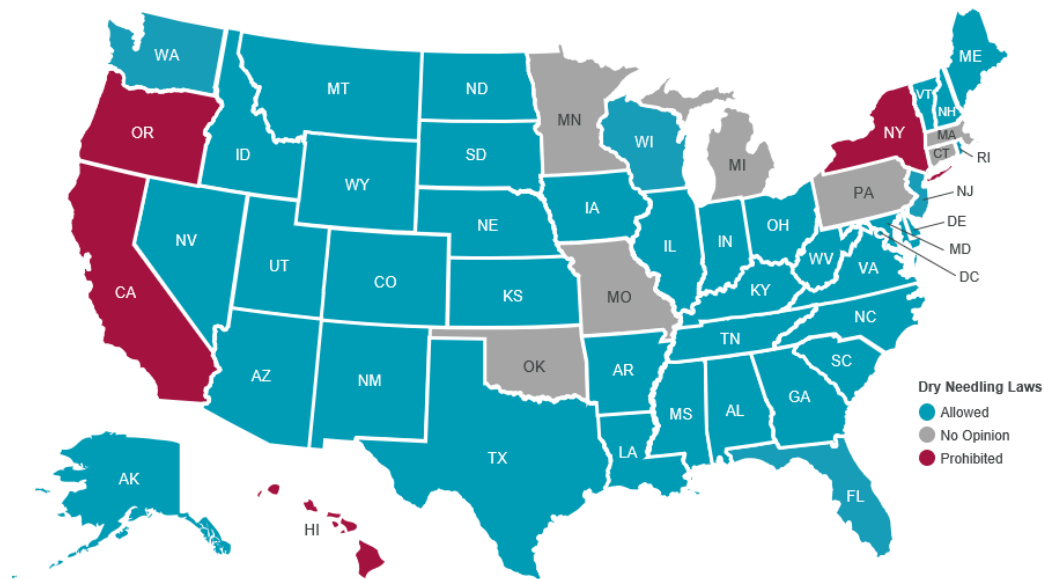 WA
OR
CA
ID
NV
MT
WY
UT
AZ
CO
NM
ND
SD
NE
KS
OK
TX
MN
IA
MO
AR
LA
WI
IL
MI
IN
OH
KY
TN
MS
AL
GA
FL
SC
NC
VA
WV
PA
NY
VT
NH
ME
MA
CT
RI
NJ
DE
MD
DC
AK
HI
Dry Needling Laws
Allowed
No Opinion
Prohibited